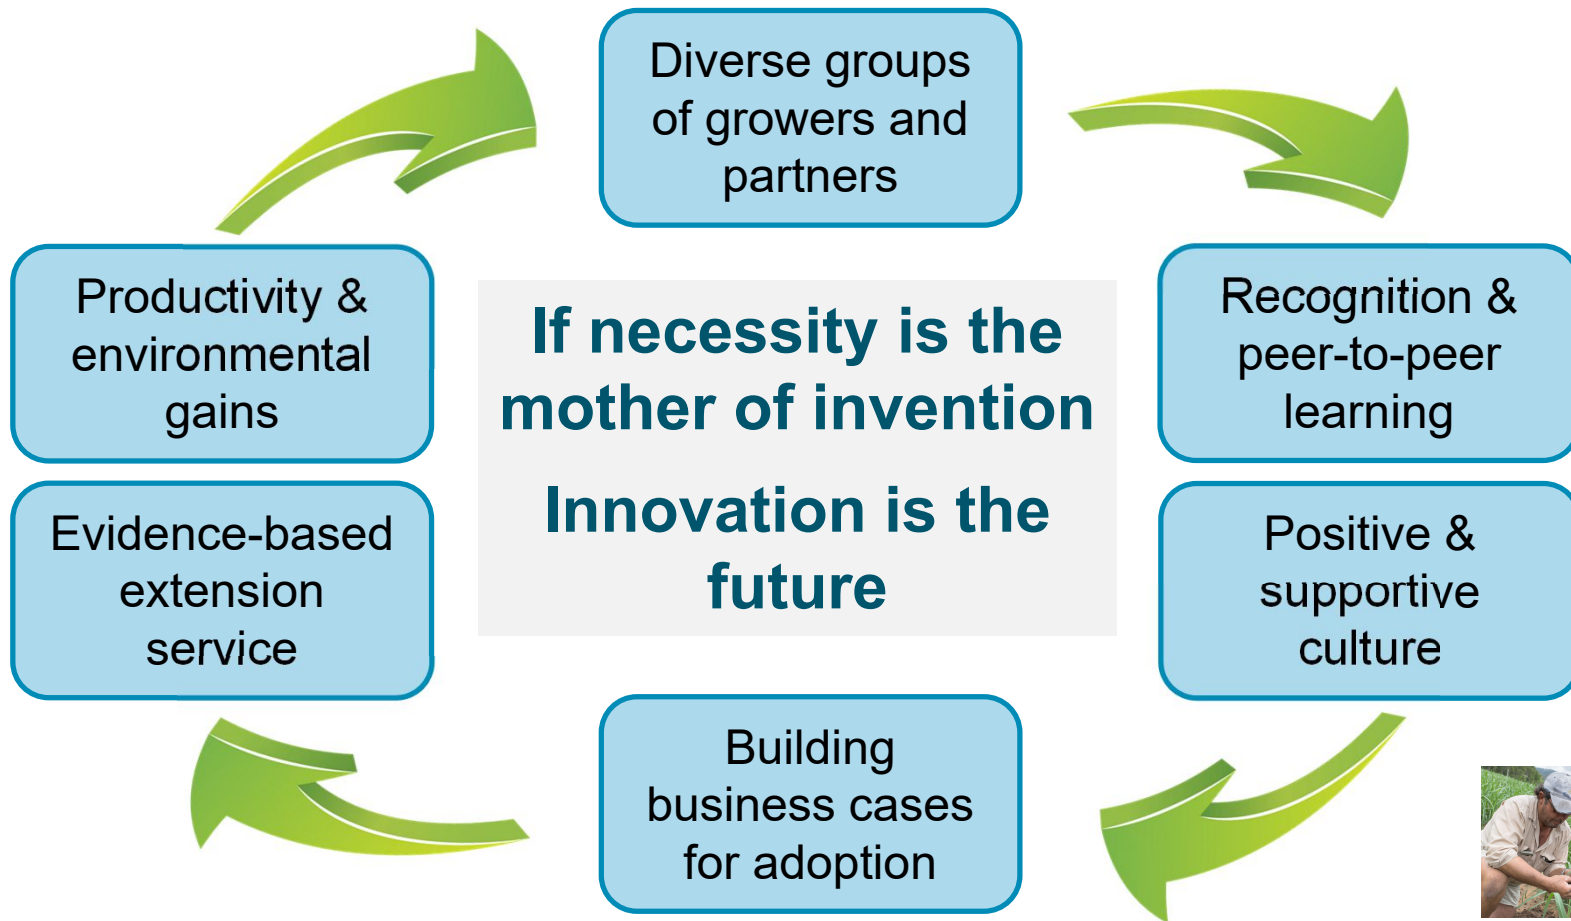 Diverse groups
of growers and
partners
Recognition &
peer-to-peer
learning
Positive &
supportive
culture
Building
business cases
for adoption
Evidence-based
extension
service
Productivity &
environmental
gains
If necessity is the
mother of invention
Innovation is the
future